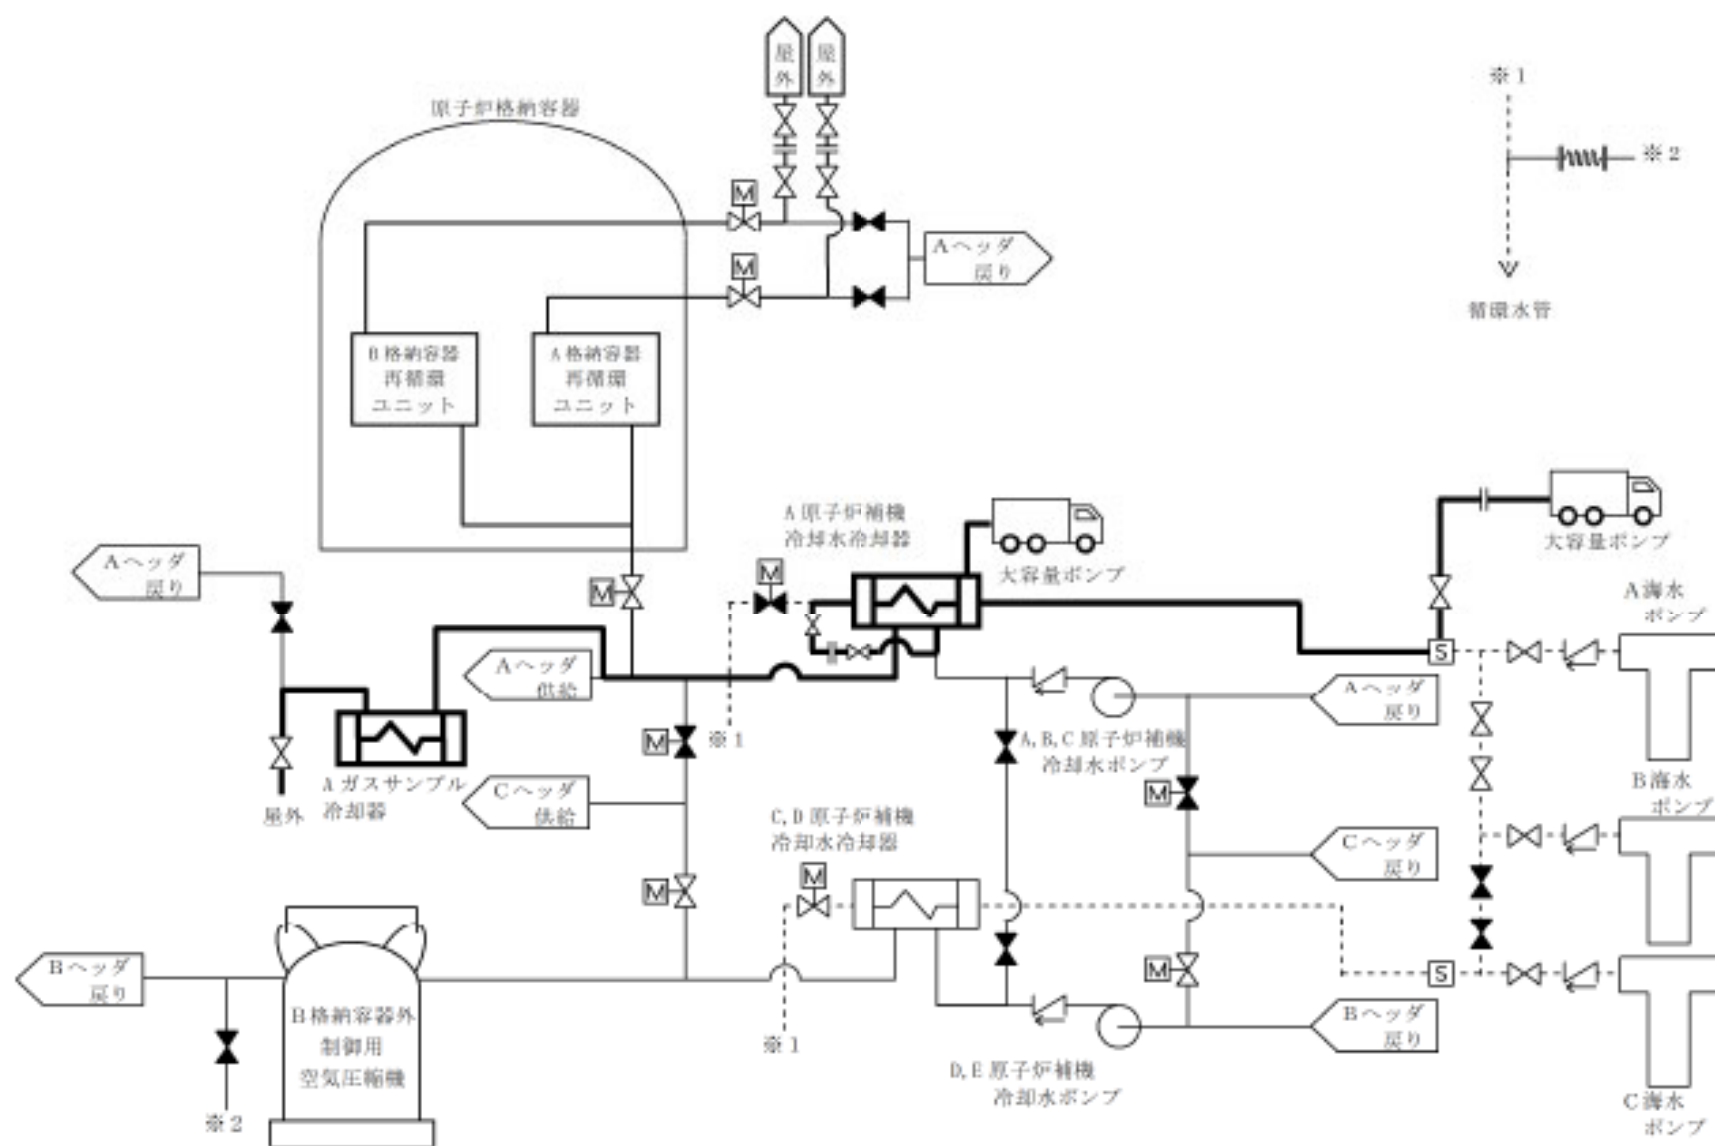 屋
外
屋
外
※1
※2
循環水管
原子炉格納容器
M
M
Aヘッダ
戻り
B格納容器
再循環
ユニット
A格納容器
再循環
ユニット
A原子炉補機
冷却水冷却器
大容量ポンプ
大容量ポンプ
Aヘッダ
戻り
M
M
A海水
ポンプ
S
Aヘッダ
供給
Aヘッダ
戻り
※1
M
A,B,C原子炉補機
冷却水ポンプ
Aガスサンプル
冷却器
屋外
Cヘッダ
供給
M
B海水
ポンプ
C,D原子炉補機
冷却水冷却器
Cヘッダ
戻り
M
M
Bヘッダ
戻り
M
S
B格納容器外
制御用
空気圧縮機
※2
※1
Bヘッダ
戻り
D,E原子炉補機
冷却水ポンプ
C海水
ポンプ